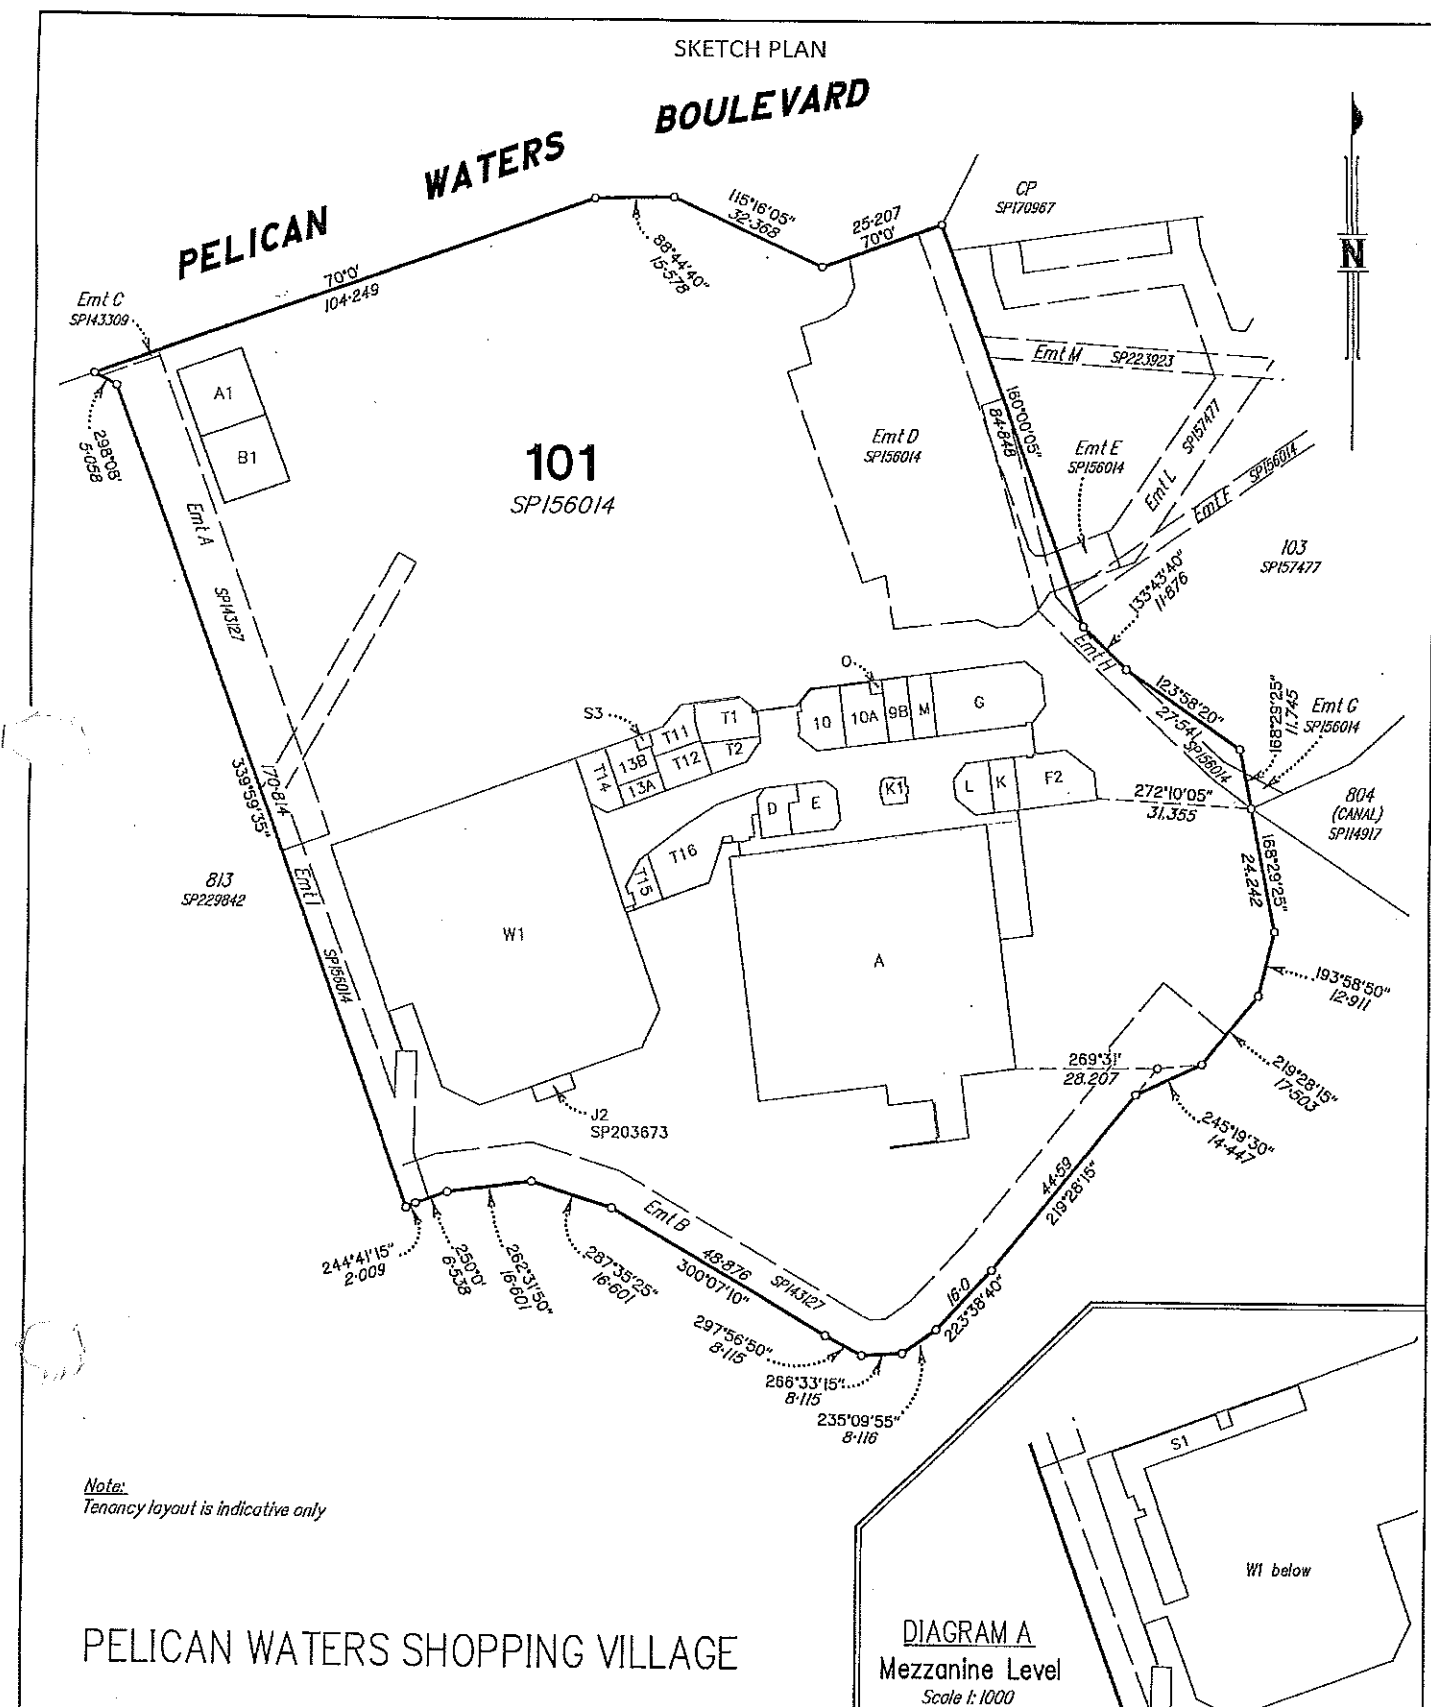 SKETCH PLAN
PELICAN WATERS BOULEVARD
CP
SP170967
115°16'05"
32·368
25·207
70°0'
88°44'40"
15·578
70°0'
104·249
Emt C
SP143309
298°08'
5·058
A1
B1
101
SP156014
Emt D
SP156014
160°00'05"
84·848
Emt M SP223923
Emt E
SP156014
Emt L SP157477
Emt F SP156014
103
SP157477
Emt A SP143127
133°43'40"
11·876
Emt H SP156014
123°58'20"
27·541
168°29'25"
11.745
Emt G
SP156014
804
(CANAL)
SP114917
339°59'35"
170·814
S3
O
T14
13B
13A
T11
T12
T1
T2
10
10A
9B
M
G
D
E
K1
L
K
F2
272°10'05"
31.355
T15
T16
168°29'25"
24.242
813
SP229842
Emt I SP156014
W1
A
193°58'50"
12·911
269°31'
28.207
219°28'15"
17·503
245°19'30"
14·447
J2
SP203673
44·59
219°28'15"
244°41'15"
2·009
250°0'
6·538
262°31'50"
16·601
287°35'25"
16·601
Emt B SP143127
48·876
300°07'10"
16·0
223°38'40"
297°56'50"
8·115
266°33'15"
8·115
235°09'55"
8·116
N
Note:
Tenancy layout is indicative only
S1
W1 below
PELICAN WATERS SHOPPING VILLAGE
DIAGRAM A
Mezzanine Level
Scale 1:1000